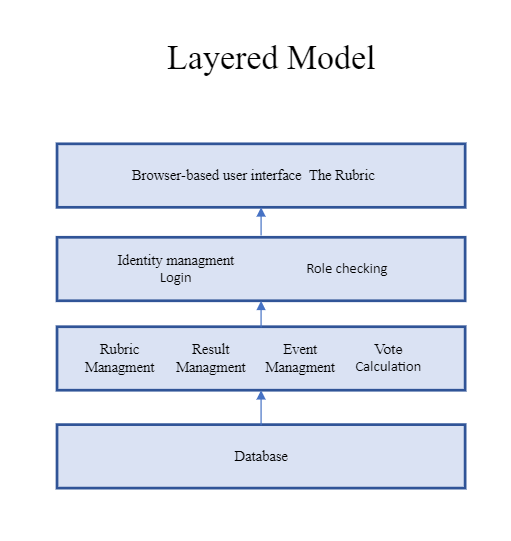 Layered Model
Browser-based user interface  The Rubric
Identity managment
Login
Role checking
Rubric
Managment
Result
Managment
Event
Managment
Vote
Calculation
Database